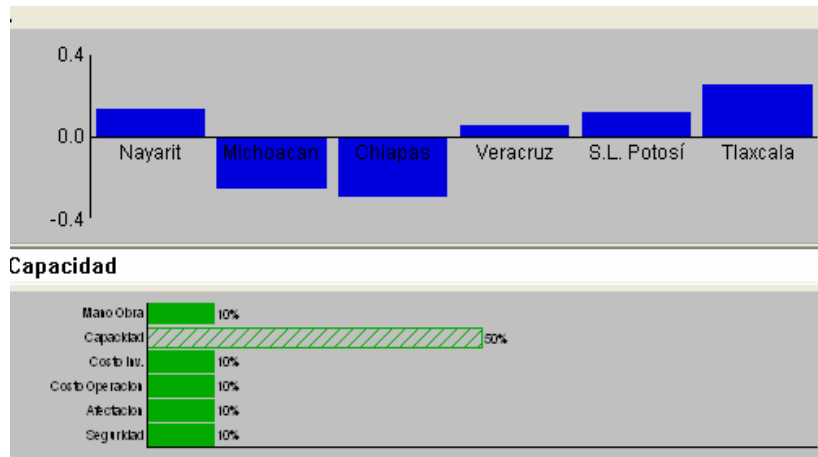 0.4
0.0
Nayarit Michoacan Chiapas Veracruz S.L. Potosí Tlaxcala
-0.4
Capacidad
Mano Obra 10%
Capacidad 50%
Costo Inv. 10%
Costo Operacion 10%
Afectacion 10%
Seguridad 10%